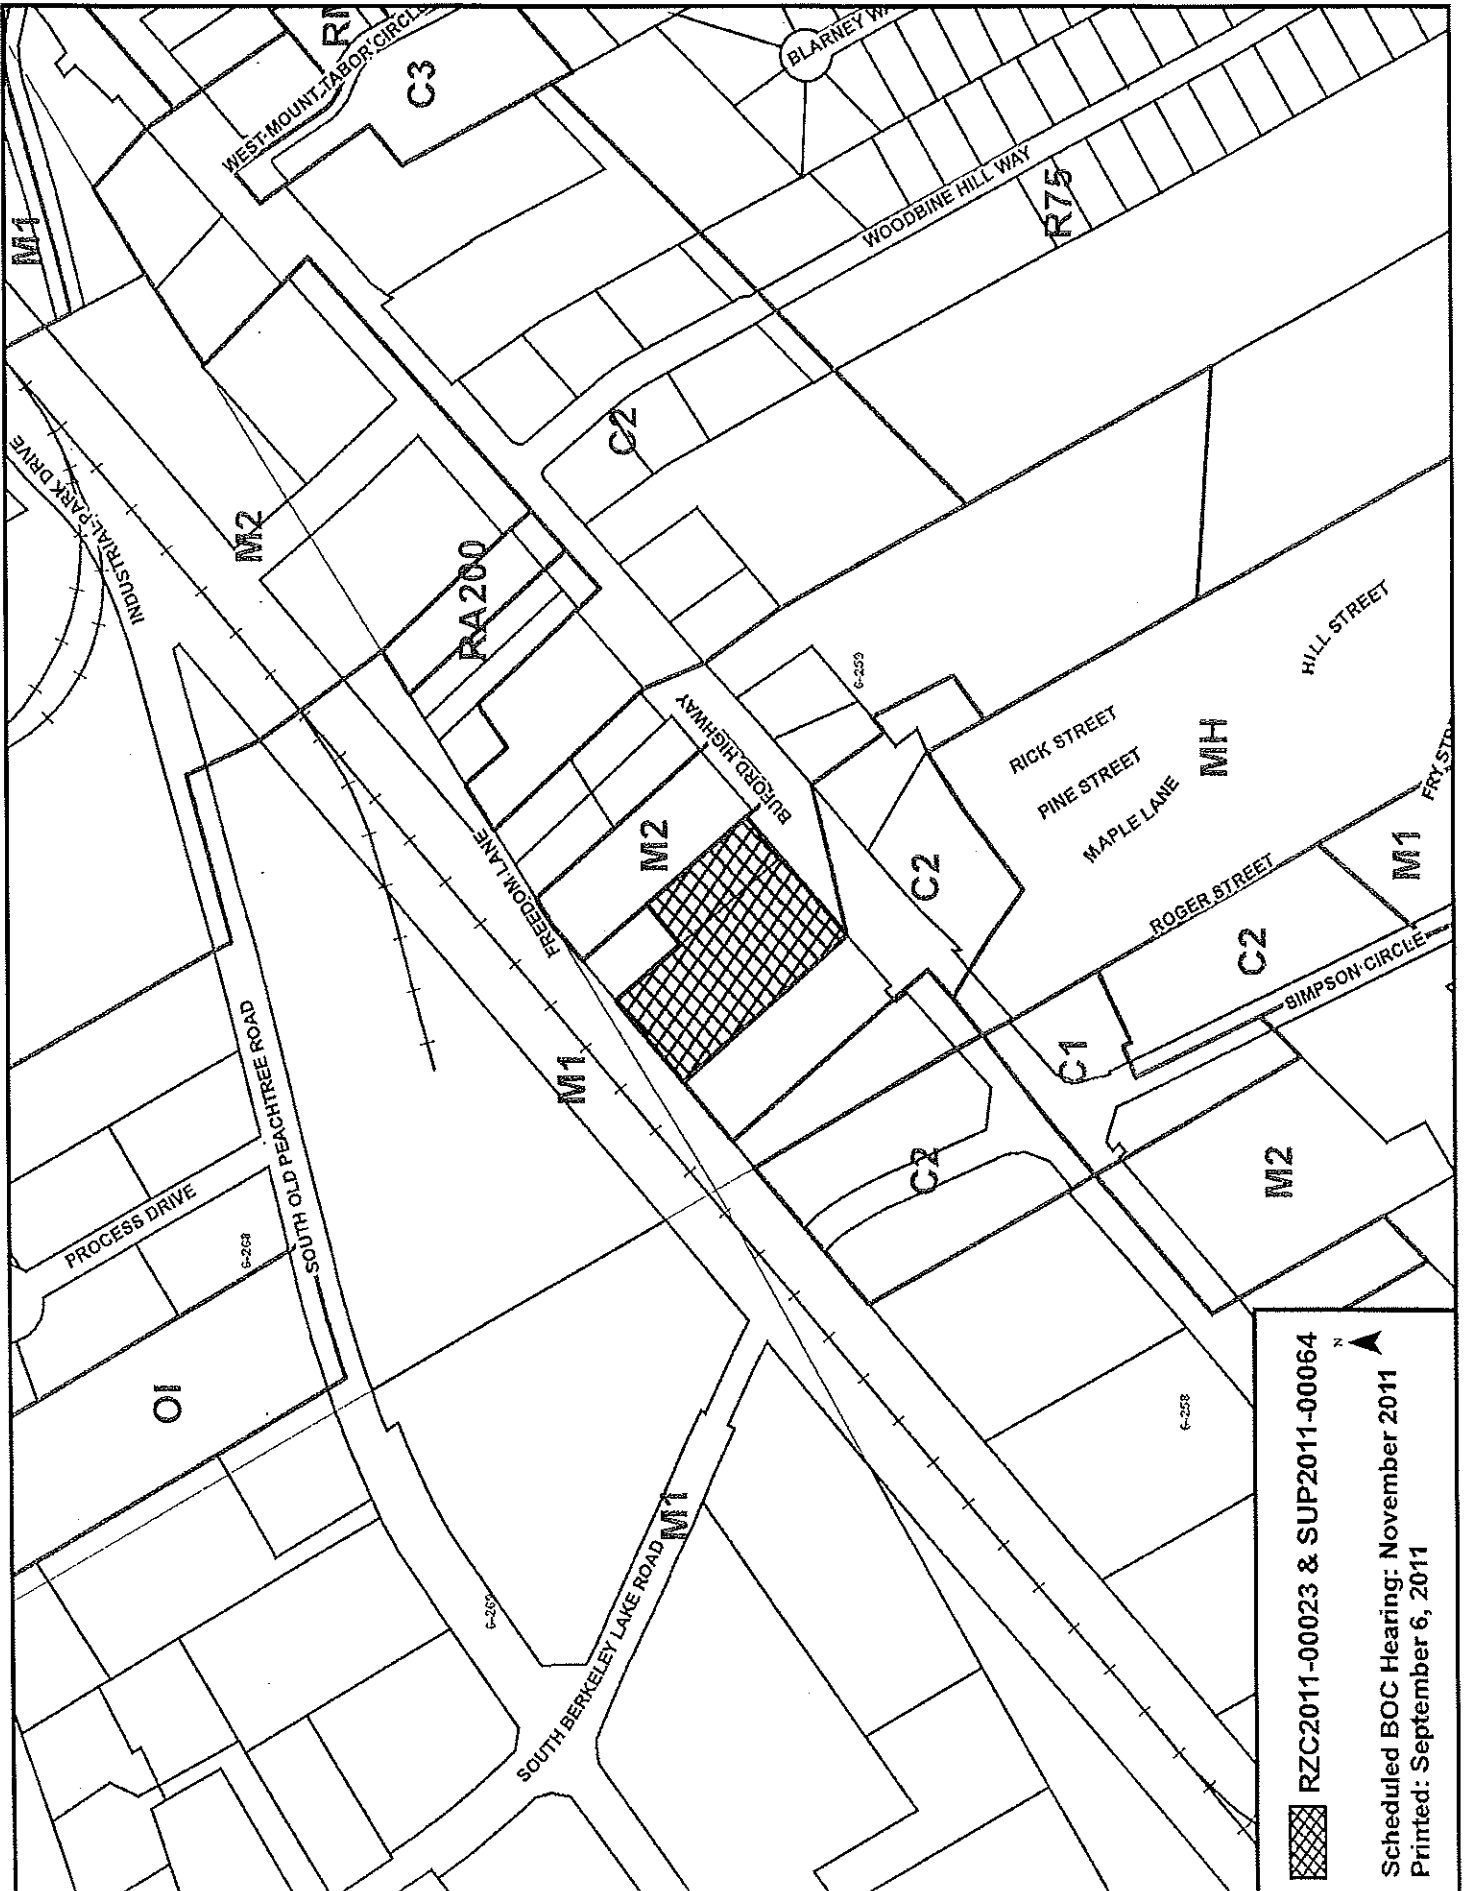 INDUSTRIAL PARK DRIVE
M1
WEST MOUNT TABOR CIRCLE
C3
BLARNEY
WOODBINE HILL WAY
R75
M2
C2
RA200
FREEDOM LANE
BUFORD HIGHWAY
M2
6-259
HILL STREET
RICK STREET
PINE STREET
MAPLE LANE
MH
ROGER STREET
C2
C2
M1
SIMPSON CIRCLE
C1
C2
M2
M1
SOUTH OLD PEACHTREE ROAD
PROCESS DRIVE
6-268
OI
SOUTH BERKELEY LAKE ROAD
M1
6-258
RZC2011-00023 & SUP2011-00064
N
Scheduled BOC Hearing: November 2011
Printed: September 6, 2011